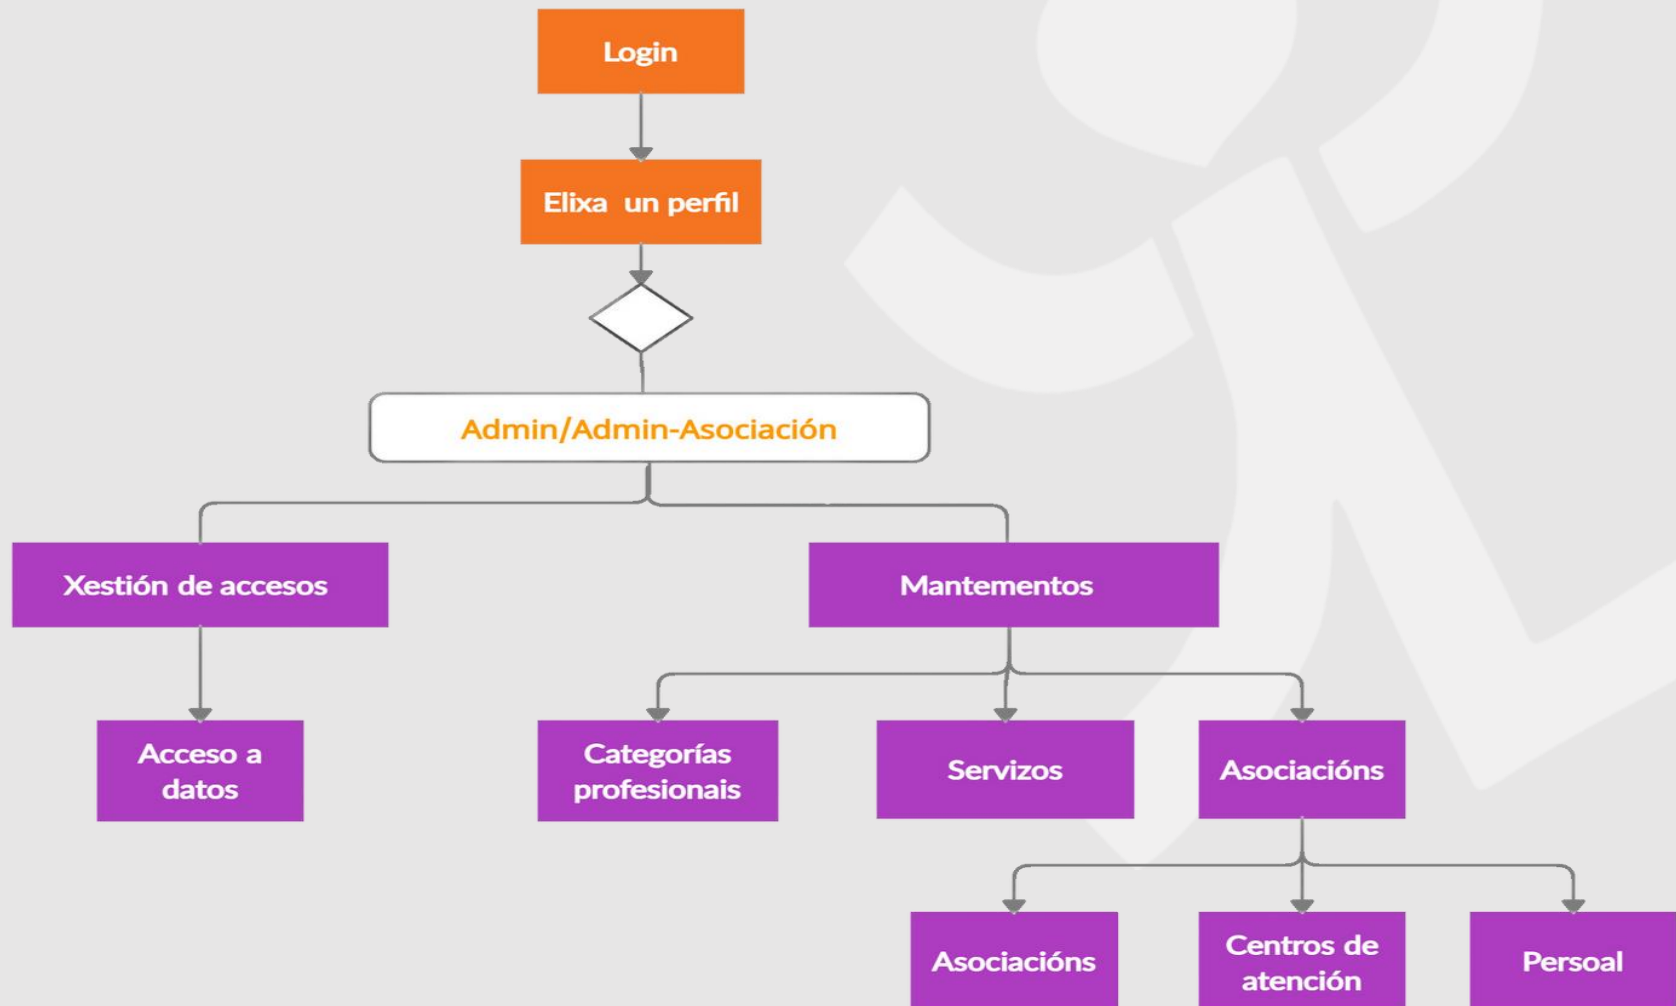 Login
Elixa un perfil
Admin/Admin-Asociación
Xestión de accesos
Mantementos
Acceso a
datos
Categorías
profesionais
Servizos
Asociacións
Asociacións
Centros de
atención
Persoal